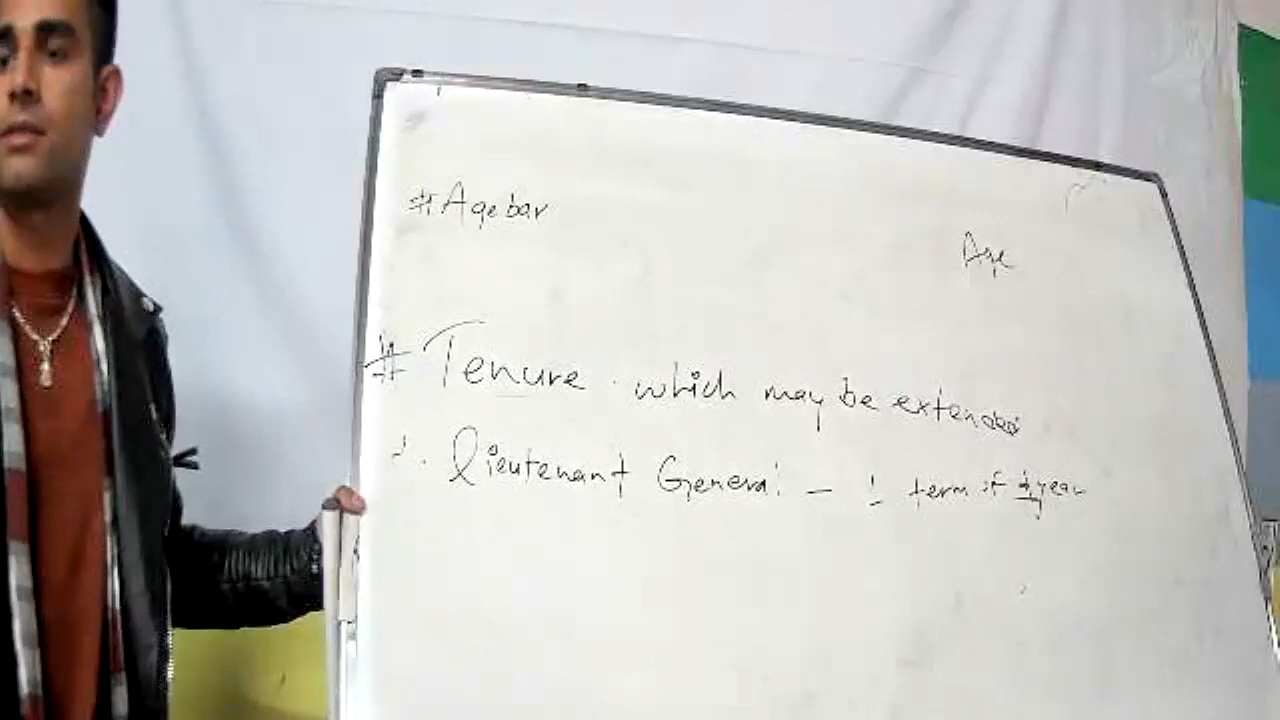 # Age bar
Age
# Tenure which may be extended
Lieutenant General - 1 term of year